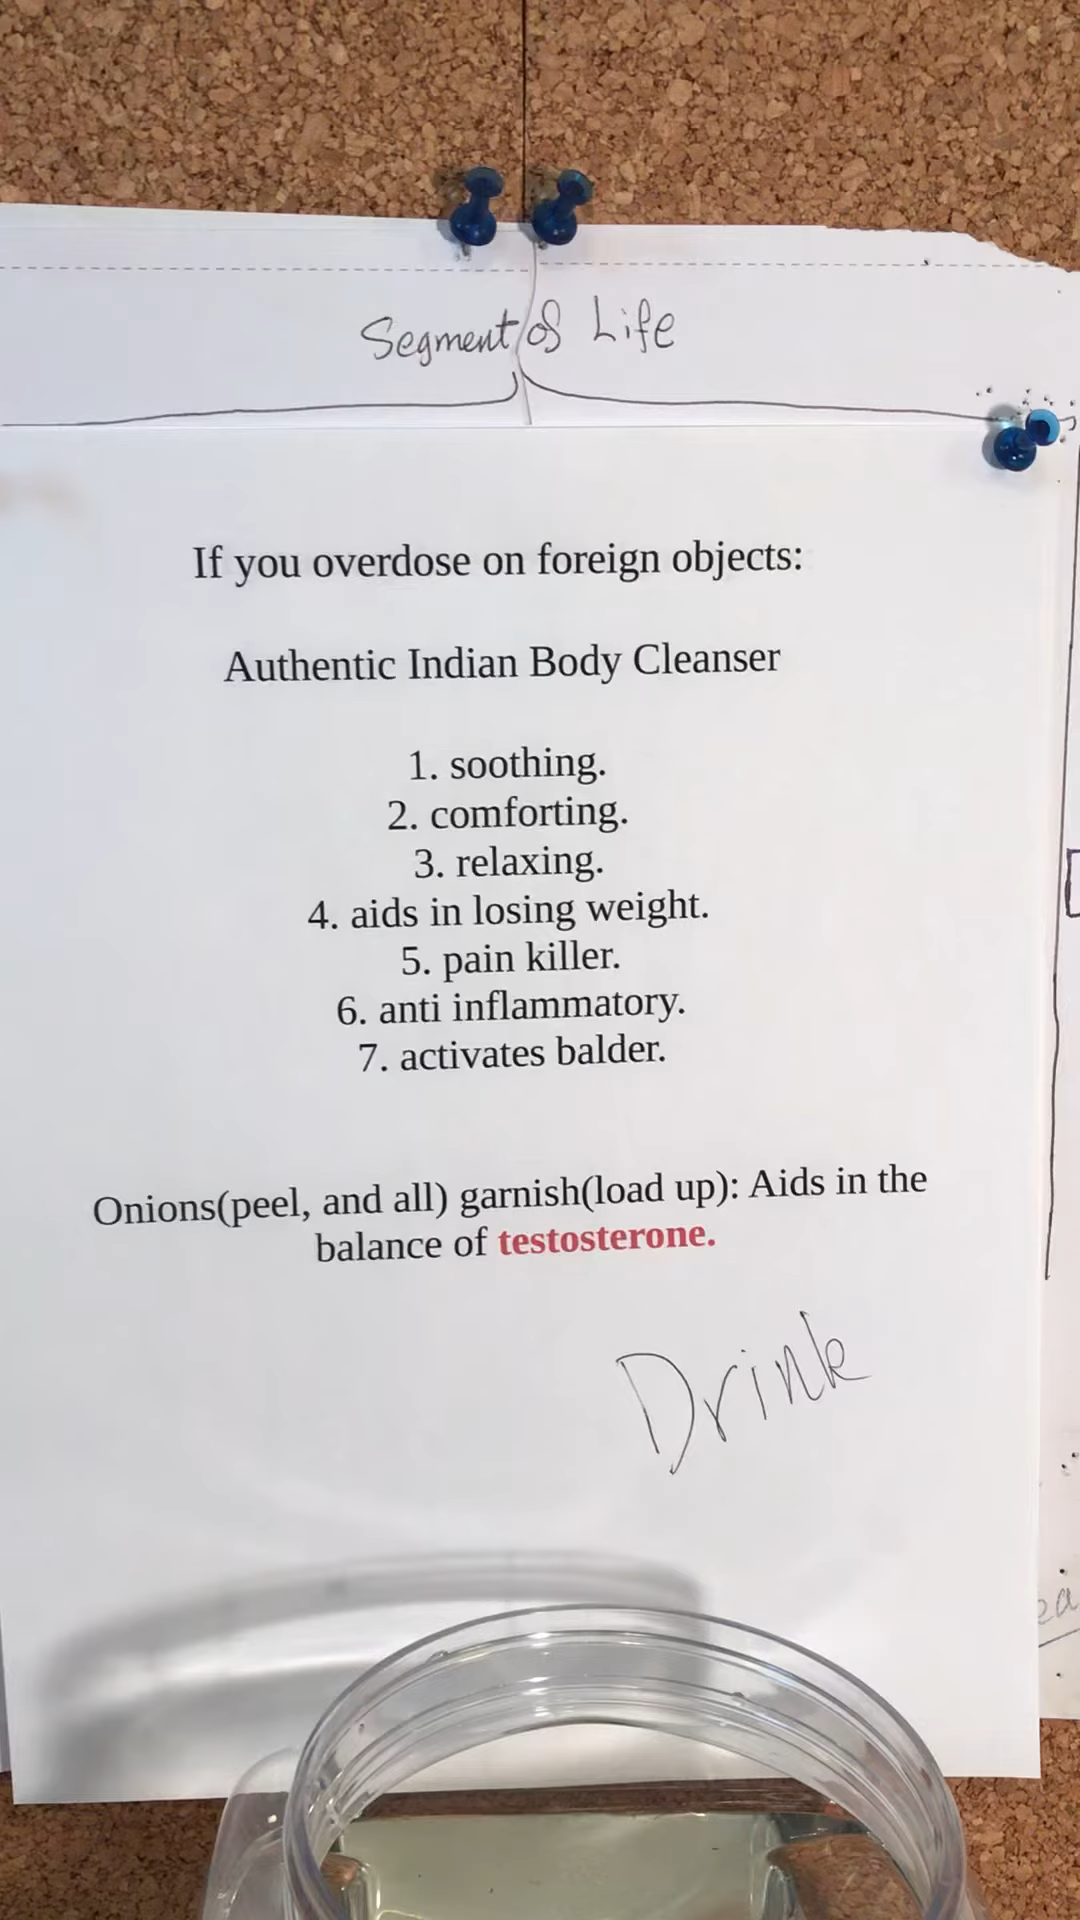 Segment of Life
If you overdose on foreign objects:
Authentic Indian Body Cleanser
1. soothing.
2. comforting.
3. relaxing.
4. aids in losing weight.
5. pain killer.
6. anti inflammatory.
7. activates balder.
Onions(peel, and all) garnish(load up): Aids in the
balance of testosterone.
Drink